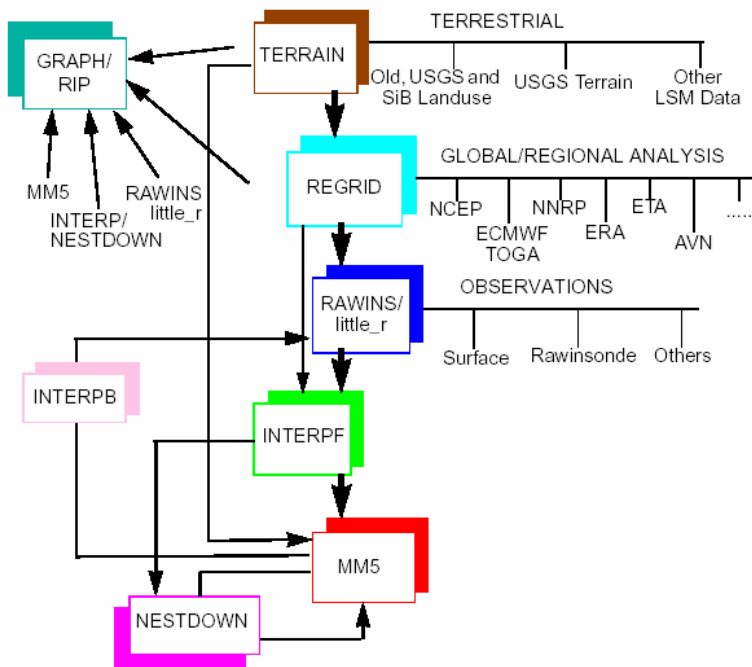 TERRESTRIAL
GRAPH/
RIP
TERRAIN
Old, USGS and
SiB Landuse
USGS Terrain
Other
LSM Data
MM5
INTERP/
NESTDOWN
RAWINS
little_r
REGRID
GLOBAL/REGIONAL ANALYSIS
NCEP
ECMWF
TOGA
NNRP
ERA
ETA
AVN
.....
RAWINS/
little_r
OBSERVATIONS
Surface
Rawinsonde
Others
INTERPB
INTERPF
MM5
NESTDOWN